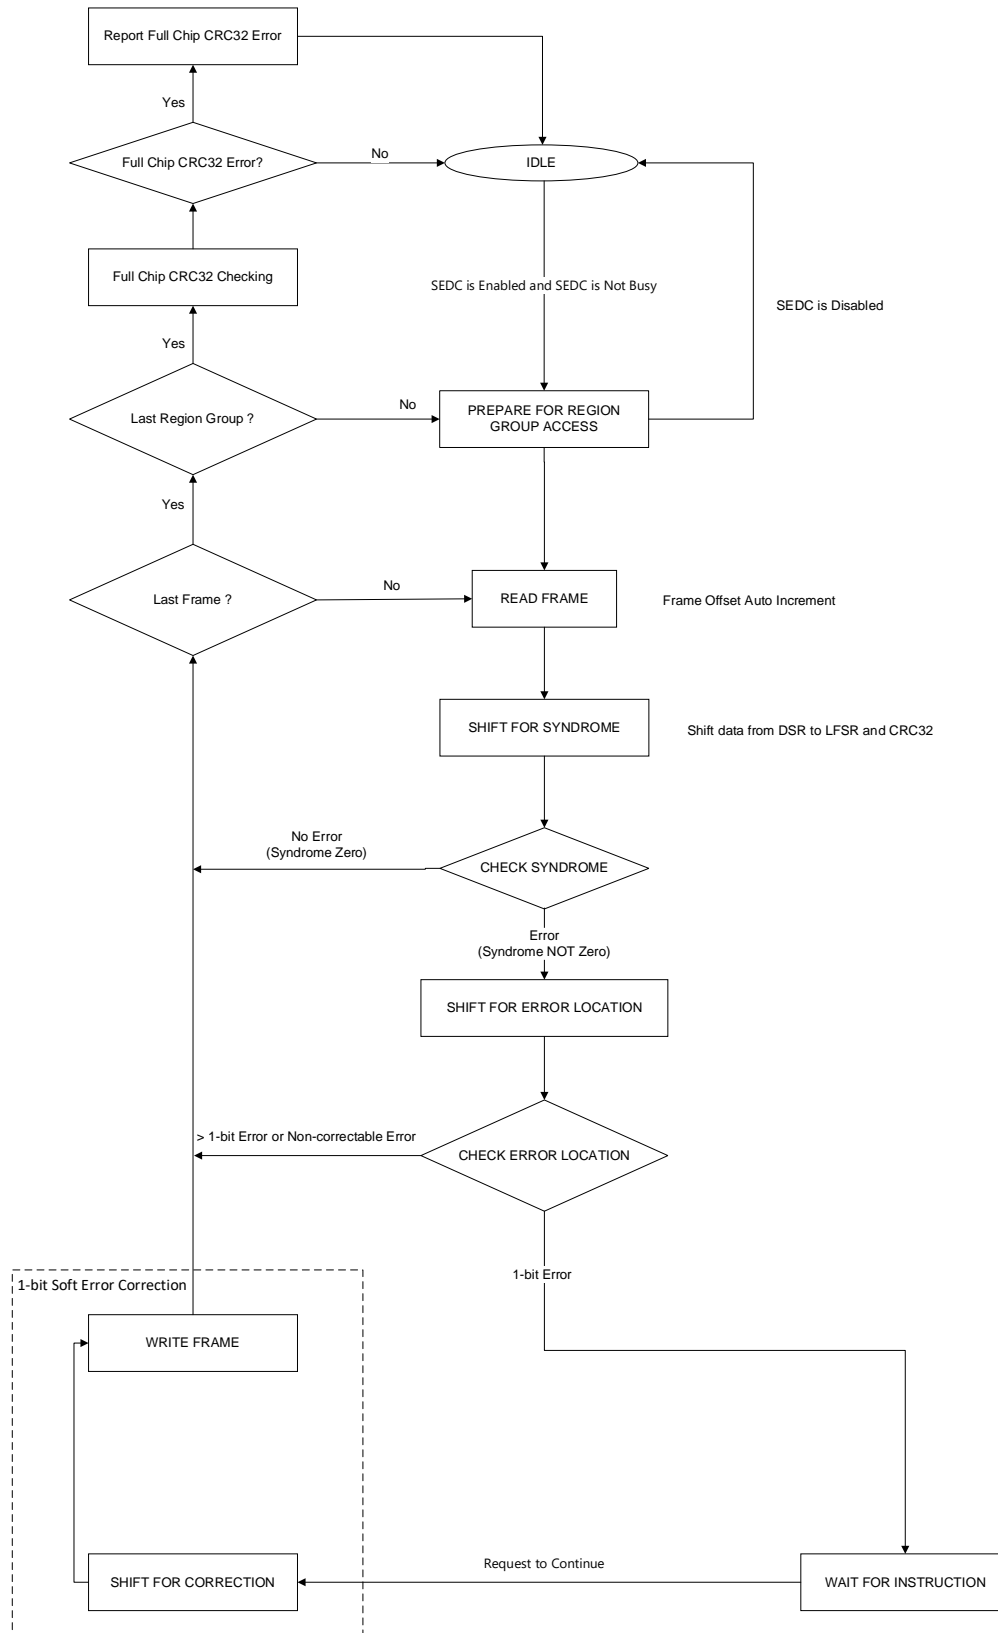 Report Full Chip CRC32 Error
Yes
Full Chip CRC32 Error?
No
IDLE
Full Chip CRC32 Checking
SEDC is Enabled and SEDC is Not Busy
SEDC is Disabled
Yes
Last Region Group ?
No
PREPARE FOR REGION
GROUP ACCESS
Yes
Last Frame ?
No
READ FRAME
Frame Offset Auto Increment
SHIFT FOR SYNDROME
Shift data from DSR to LFSR and CRC32
No Error
(Syndrome Zero)
CHECK SYNDROME
Error
(Syndrome NOT Zero)
SHIFT FOR ERROR LOCATION
> 1-bit Error or Non-correctable Error
CHECK ERROR LOCATION
1-bit Error
1-bit Soft Error Correction
WRITE FRAME
Request to Continue
SHIFT FOR CORRECTION
WAIT FOR INSTRUCTION